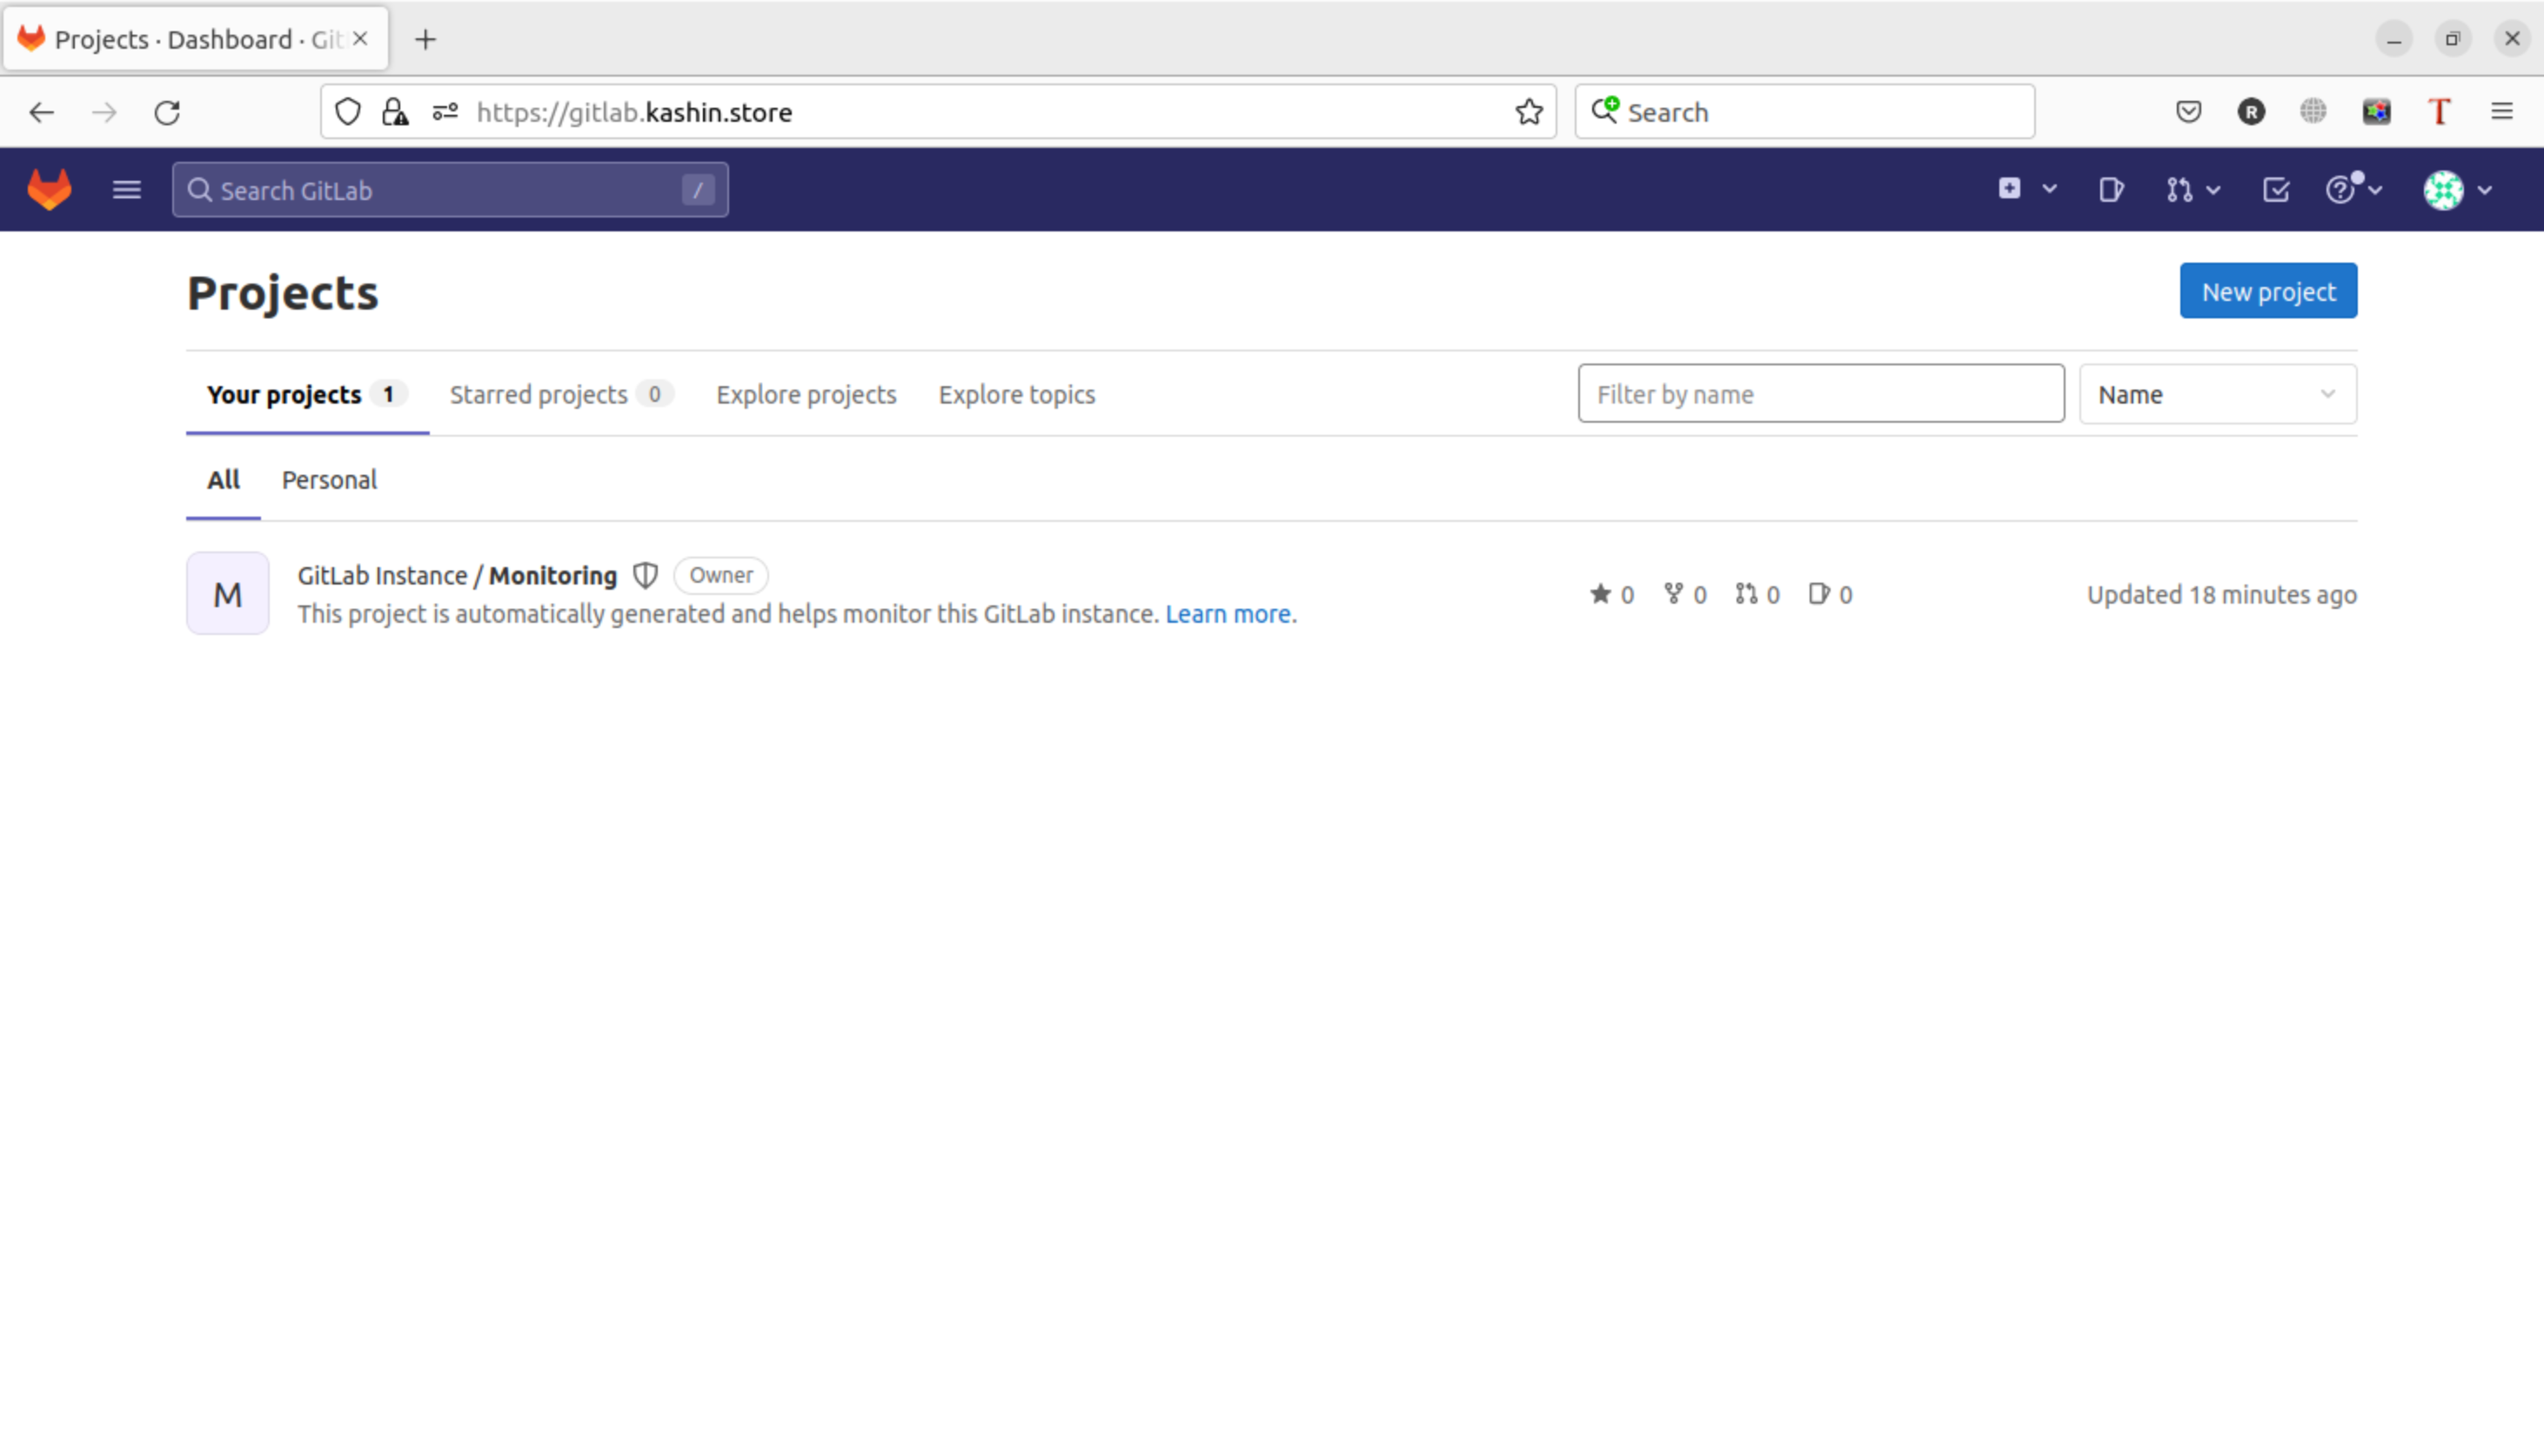 Projects · Dashboard · Git
https://gitlab.kashin.store
Search
R
T
Search GitLab
/
Projects
New project
Your projects 1
Starred projects 0
Explore projects
Explore topics
Filter by name
Name
All
Personal
M
GitLab Instance / Monitoring
Owner
This project is automatically generated and helps monitor this GitLab instance. Learn more.
0 0 0 0
Updated 18 minutes ago